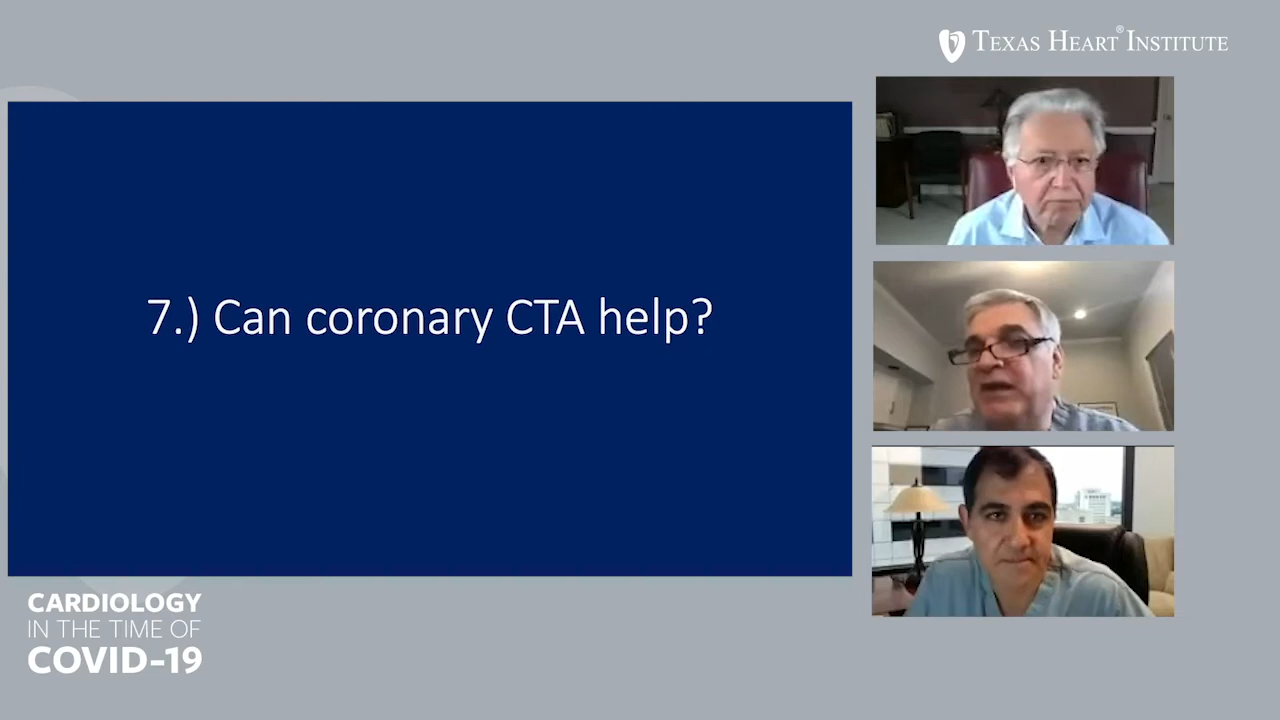 TEXAS HEART® INSTITUTE
7.) Can coronary CTA help?
CARDIOLOGY
IN THE TIME OF
COVID-19